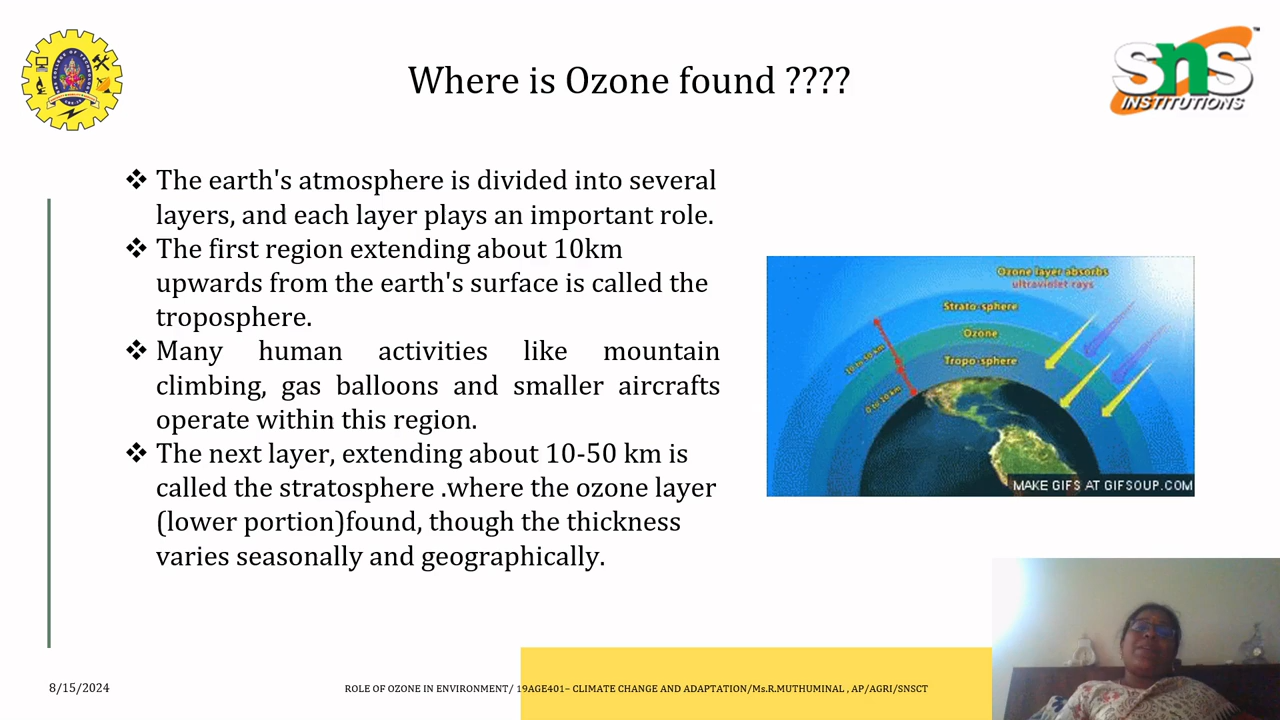 Where is Ozone found ????
sns
INSTITUTIONS
TM
❖ The earth's atmosphere is divided into several
layers, and each layer plays an important role.
❖ The first region extending about 10km
upwards from the earth's surface is called the
troposphere.
❖ Many human activities like mountain
climbing, gas balloons and smaller aircrafts
operate within this region.
❖ The next layer, extending about 10-50 km is
called the stratosphere .where the ozone layer
(lower portion)found, though the thickness
varies seasonally and geographically.
Ozone layer absorbs
ultraviolet rays
Strato-sphere
Ozone
Tropo-sphere
0 to 10 km
MAKE GIFS AT GIFSOUP.COM
8/15/2024
ROLE OF OZONE IN ENVIRONMENT/ 19AGE401– CLIMATE CHANGE AND ADAPTATION/Ms.R.MUTHUMINAL , AP/AGRI/SNSCT